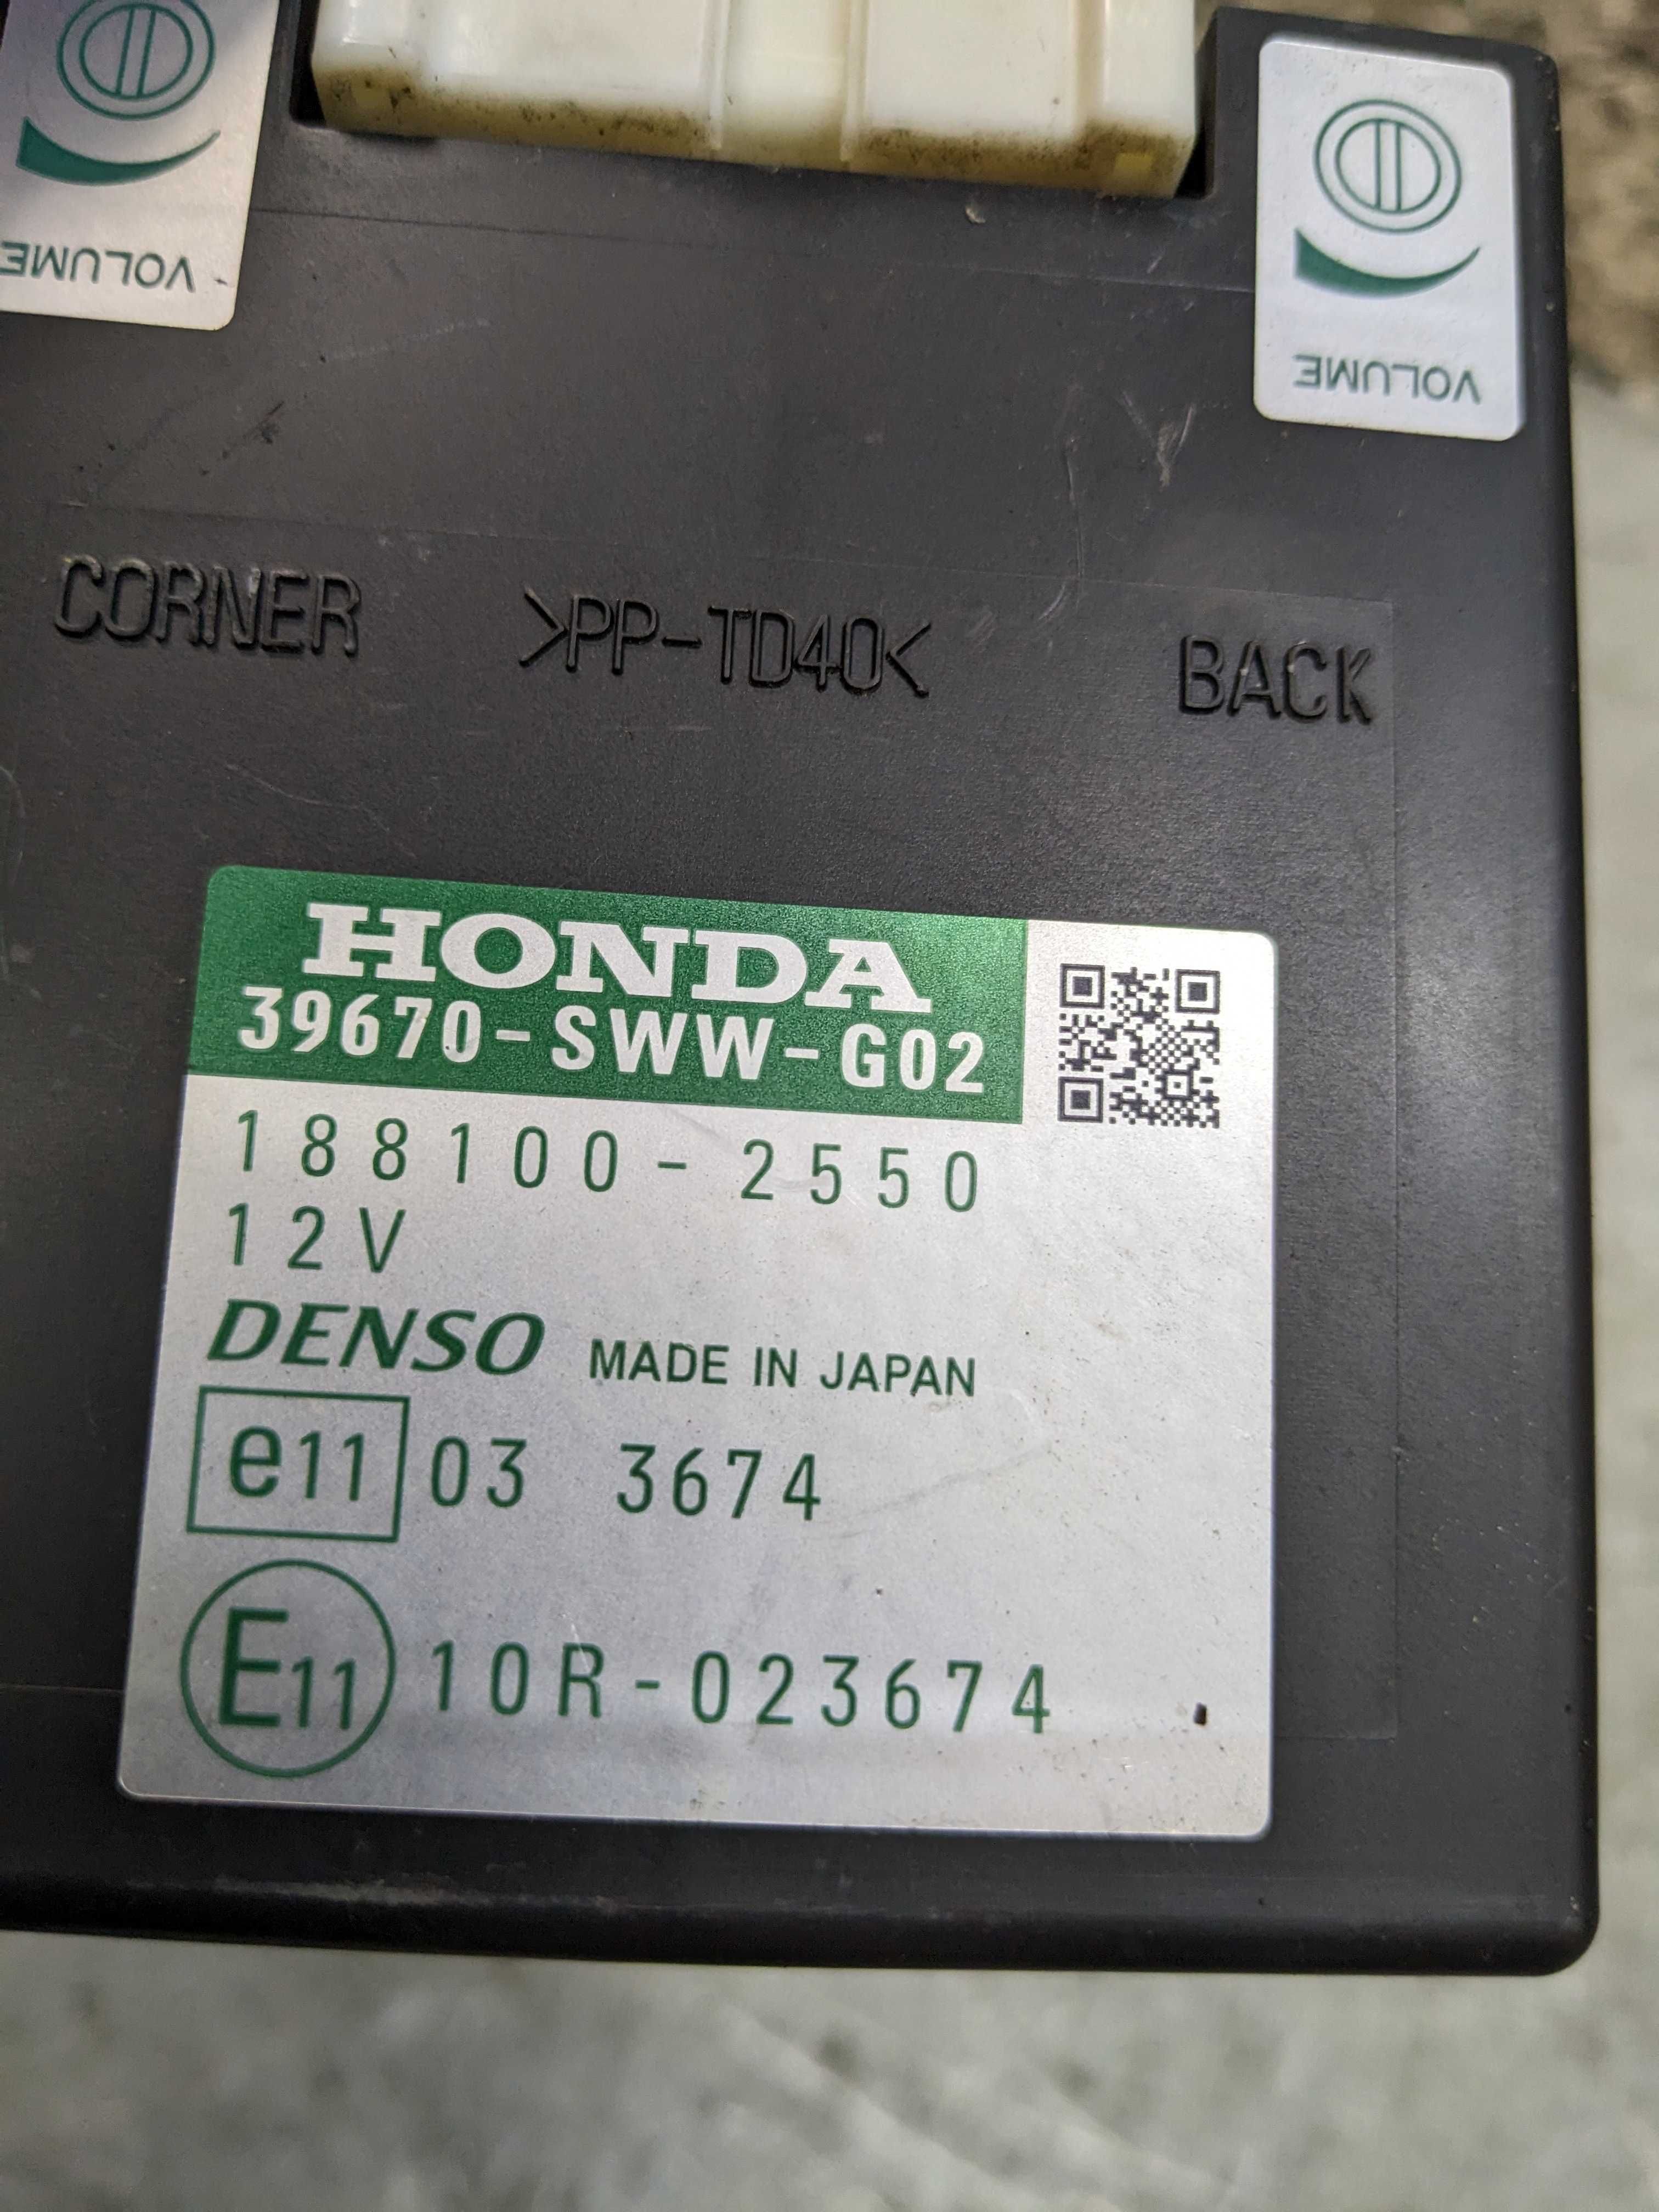 VOLUME
VOLUME
CORNER
>PP-TD40<
BACK
HONDA
39670-SWW-G02
188100-2550
12V
DENSO MADE IN JAPAN
e11 03 3674
E11 10R-023674